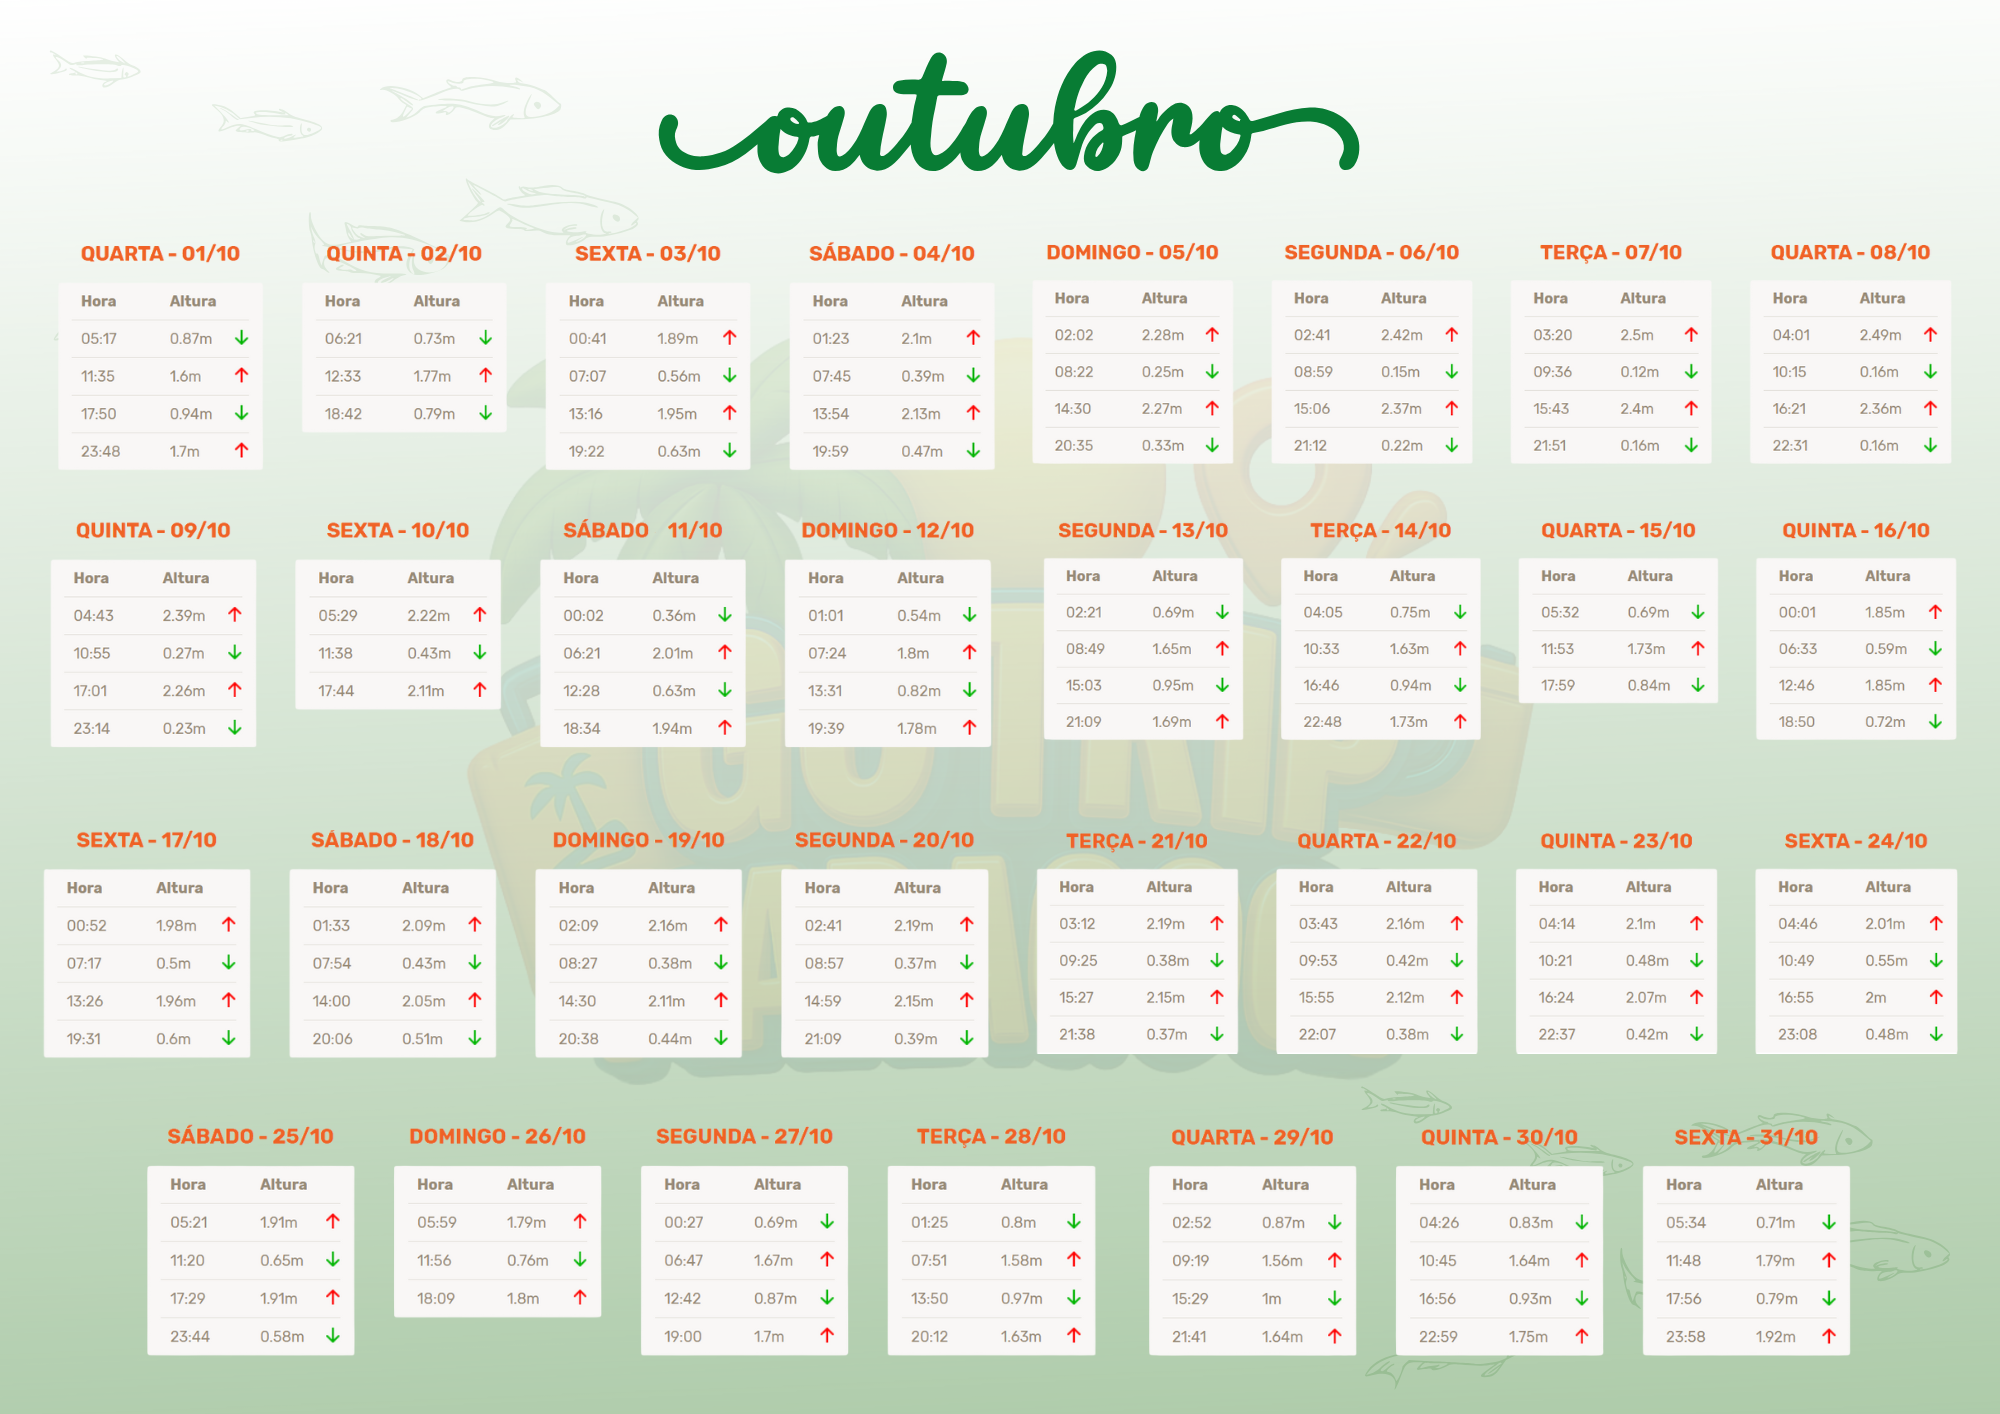 outubro
QUARTA - 01/10
Hora Altura
05:17 0.87m ↓
11:35 1.6m ↑
17:50 0.94m ↓
23:48 1.7m ↑
QUINTA - 02/10
Hora Altura
06:21 0.73m ↓
12:33 1.77m ↑
18:42 0.79m ↓
SEXTA - 03/10
Hora Altura
00:41 1.89m ↑
07:07 0.56m ↓
13:16 1.95m ↑
19:22 0.63m ↓
SÁBADO - 04/10
Hora Altura
01:23 2.1m ↑
07:45 0.39m ↓
13:54 2.13m ↑
19:59 0.47m ↓
DOMINGO - 05/10
Hora Altura
02:02 2.28m ↑
08:22 0.25m ↓
14:30 2.27m ↑
20:35 0.33m ↓
SEGUNDA - 06/10
Hora Altura
02:41 2.42m ↑
08:59 0.15m ↓
15:06 2.37m ↑
21:12 0.22m ↓
TERÇA - 07/10
Hora Altura
03:20 2.5m ↑
09:36 0.12m ↓
15:43 2.4m ↑
21:51 0.16m ↓
QUARTA - 08/10
Hora Altura
04:01 2.49m ↑
10:15 0.16m ↓
16:21 2.36m ↑
22:31 0.16m ↓
QUINTA - 09/10
Hora Altura
04:43 2.39m ↑
10:55 0.27m ↓
17:01 2.26m ↑
23:14 0.23m ↓
SEXTA - 10/10
Hora Altura
05:29 2.22m ↑
11:38 0.43m ↓
17:44 2.11m ↑
SÁBADO 11/10
Hora Altura
00:02 0.36m ↓
06:21 2.01m ↑
12:28 0.63m ↓
18:34 1.94m ↑
DOMINGO - 12/10
Hora Altura
01:01 0.54m ↓
07:24 1.8m ↑
13:31 0.82m ↓
19:39 1.78m ↑
SEGUNDA - 13/10
Hora Altura
02:21 0.69m ↓
08:49 1.65m ↑
15:03 0.95m ↓
21:09 1.69m ↑
TERÇA - 14/10
Hora Altura
04:05 0.75m ↓
10:33 1.63m ↑
16:46 0.94m ↓
22:48 1.73m ↑
QUARTA - 15/10
Hora Altura
05:32 0.69m ↓
11:53 1.73m ↑
17:59 0.84m ↓
QUINTA - 16/10
Hora Altura
00:01 1.85m ↑
06:33 0.59m ↓
12:46 1.85m ↑
18:50 0.72m ↓
SEXTA - 17/10
Hora Altura
00:52 1.98m ↑
07:17 0.5m ↓
13:26 1.96m ↑
19:31 0.6m ↓
SÁBADO - 18/10
Hora Altura
01:33 2.09m ↑
07:54 0.43m ↓
14:00 2.05m ↑
20:06 0.51m ↓
DOMINGO - 19/10
Hora Altura
02:09 2.16m ↑
08:27 0.38m ↓
14:30 2.11m ↑
20:38 0.44m ↓
SEGUNDA - 20/10
Hora Altura
02:41 2.19m ↑
08:57 0.37m ↓
14:59 2.15m ↑
21:09 0.39m ↓
TERÇA - 21/10
Hora Altura
03:12 2.19m ↑
09:25 0.38m ↓
15:27 2.15m ↑
21:38 0.37m ↓
QUARTA - 22/10
Hora Altura
03:43 2.16m ↑
09:53 0.42m ↓
15:55 2.12m ↑
22:07 0.38m ↓
QUINTA - 23/10
Hora Altura
04:14 2.1m ↑
10:21 0.48m ↓
16:24 2.07m ↑
22:37 0.42m ↓
SEXTA - 24/10
Hora Altura
04:46 2.01m ↑
10:49 0.55m ↓
16:55 2m ↑
23:08 0.48m ↓
SÁBADO - 25/10
Hora Altura
05:21 1.91m ↑
11:20 0.65m ↓
17:29 1.91m ↑
23:44 0.58m ↓
DOMINGO - 26/10
Hora Altura
05:59 1.79m ↑
11:56 0.76m ↓
18:09 1.8m ↑
SEGUNDA - 27/10
Hora Altura
00:27 0.69m ↓
06:47 1.67m ↑
12:42 0.87m ↓
19:00 1.7m ↑
TERÇA - 28/10
Hora Altura
01:25 0.8m ↓
07:51 1.58m ↑
13:50 0.97m ↓
20:12 1.63m ↑
QUARTA - 29/10
Hora Altura
02:52 0.87m ↓
09:19 1.56m ↑
15:29 1m ↓
21:41 1.64m ↑
QUINTA - 30/10
Hora Altura
04:26 0.83m ↓
10:45 1.64m ↑
16:56 0.93m ↓
22:59 1.75m ↑
SEXTA - 31/10
Hora Altura
05:34 0.71m ↓
11:48 1.79m ↑
17:56 0.79m ↓
23:58 1.92m ↑
GO TRIP